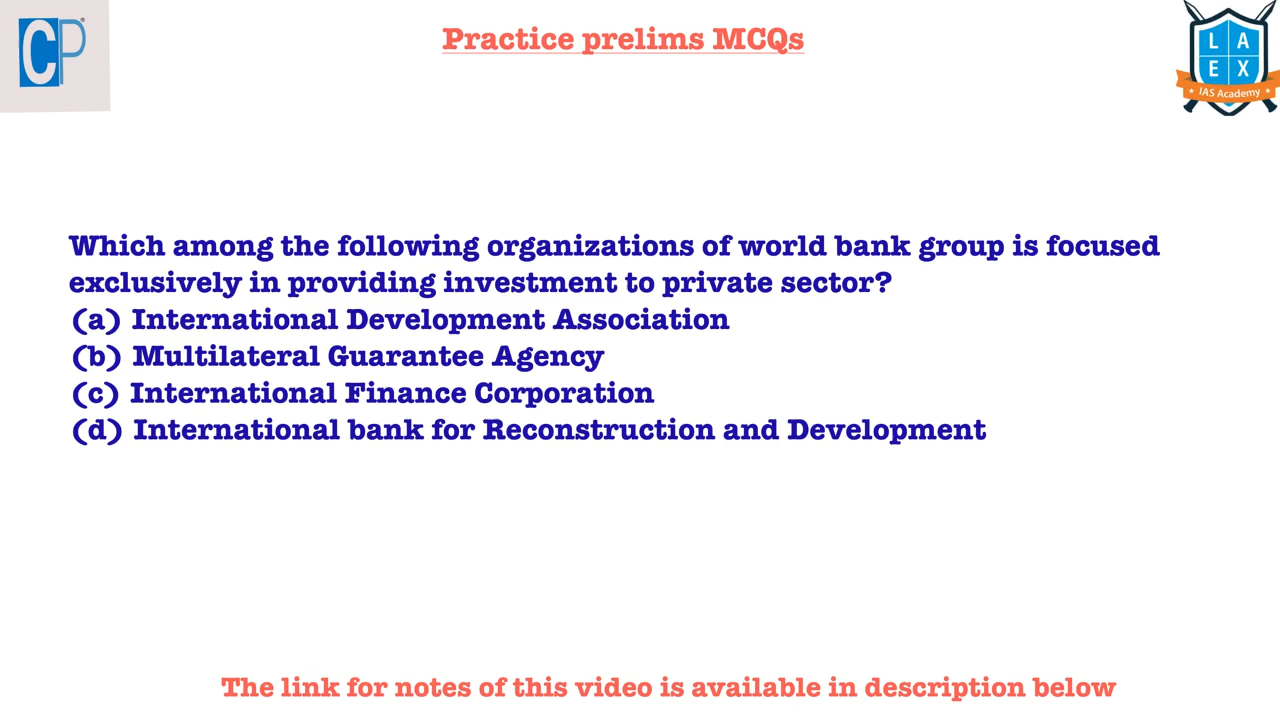 CP
Practice prelims MCQs
L A
E X
IAS Academy
Which among the following organizations of world bank group is focused
exclusively in providing investment to private sector?
(a) International Development Association
(b) Multilateral Guarantee Agency
(c) International Finance Corporation
(d) International bank for Reconstruction and Development
The link for notes of this video is available in description below